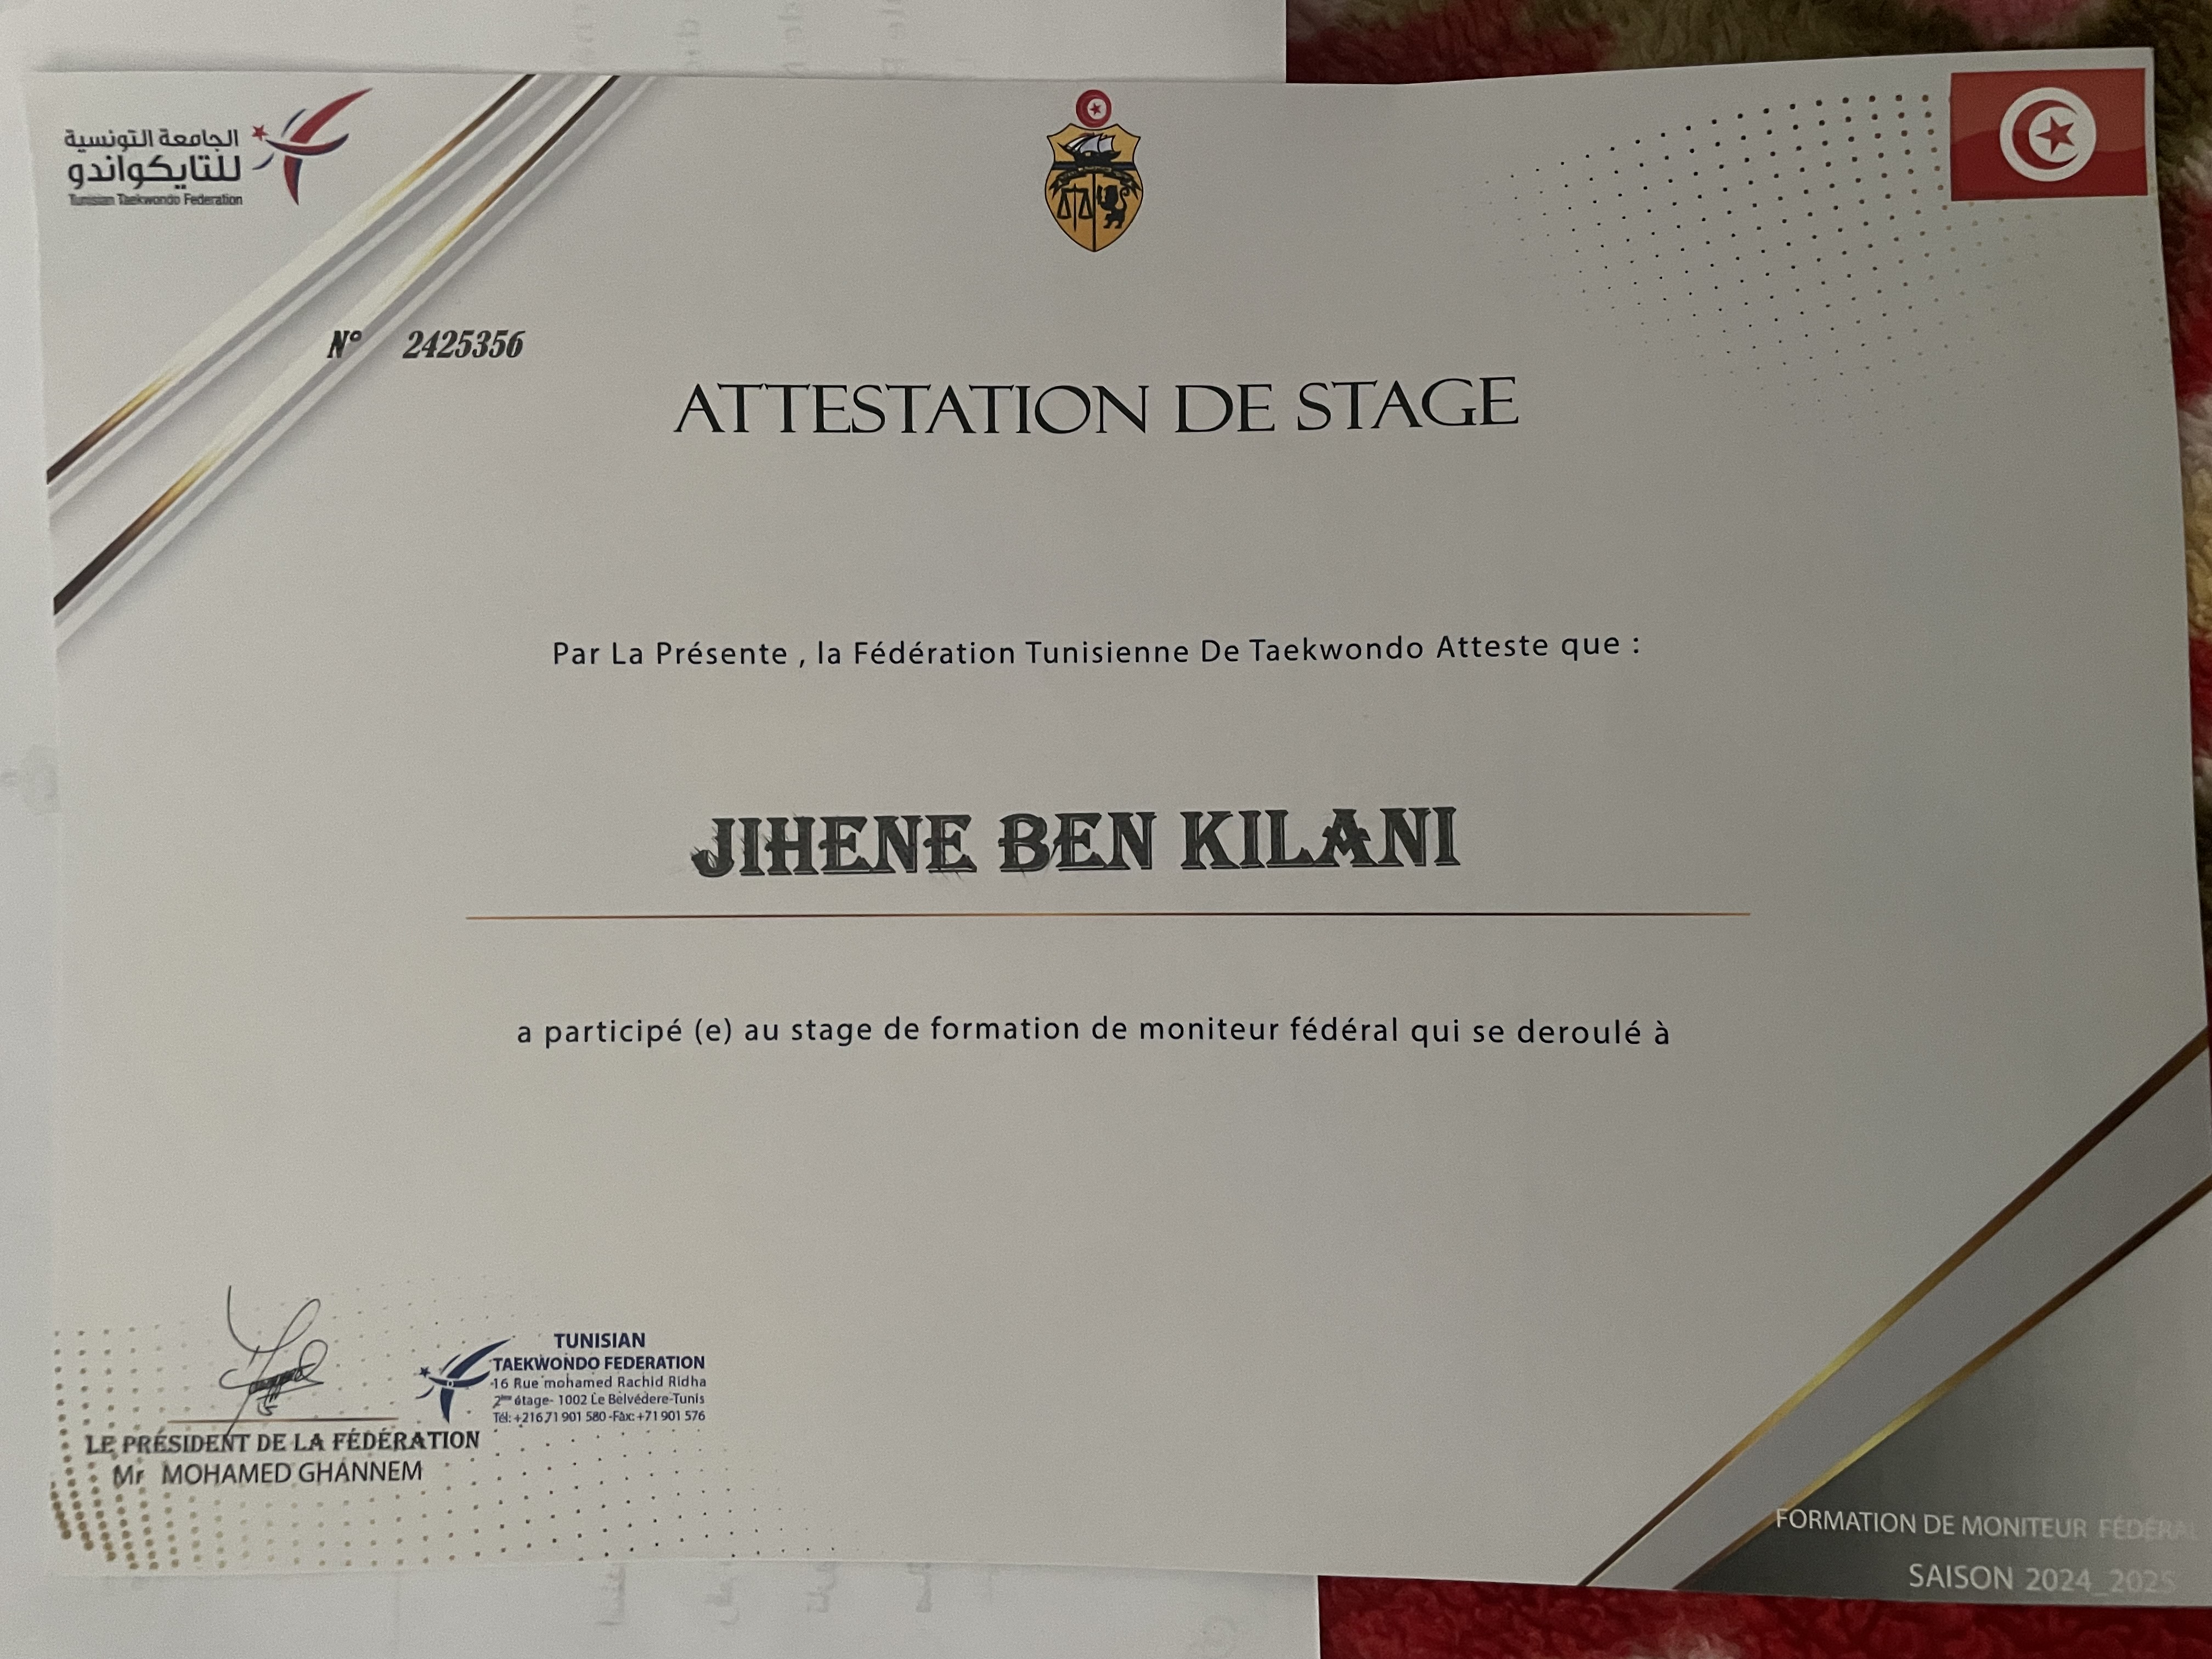 الجامعة التونسية
للتايكواندو
Tunisian Taekwondo Federation
N° 2425356
ATTESTATION DE STAGE
Par La Présente , la Fédération Tunisienne De Taekwondo Atteste que :
JIHENE BEN KILANI
a participé (e) au stage de formation de moniteur fédéral qui se deroulé à
TUNISIAN
TAEKWONDO FEDERATION
16 Rue mohamed Rachid Ridha
2ème étage- 1002 Le Belvédere-Tunis
Tél: +216 71 901 580 -Fax: +71 901 576
LE PRÉSIDENT DE LA FÉDÉRATION
Mr MOHAMED GHANNEM
FORMATION DE MONITEUR FÉDÉRAL
SAISON 2024_2025